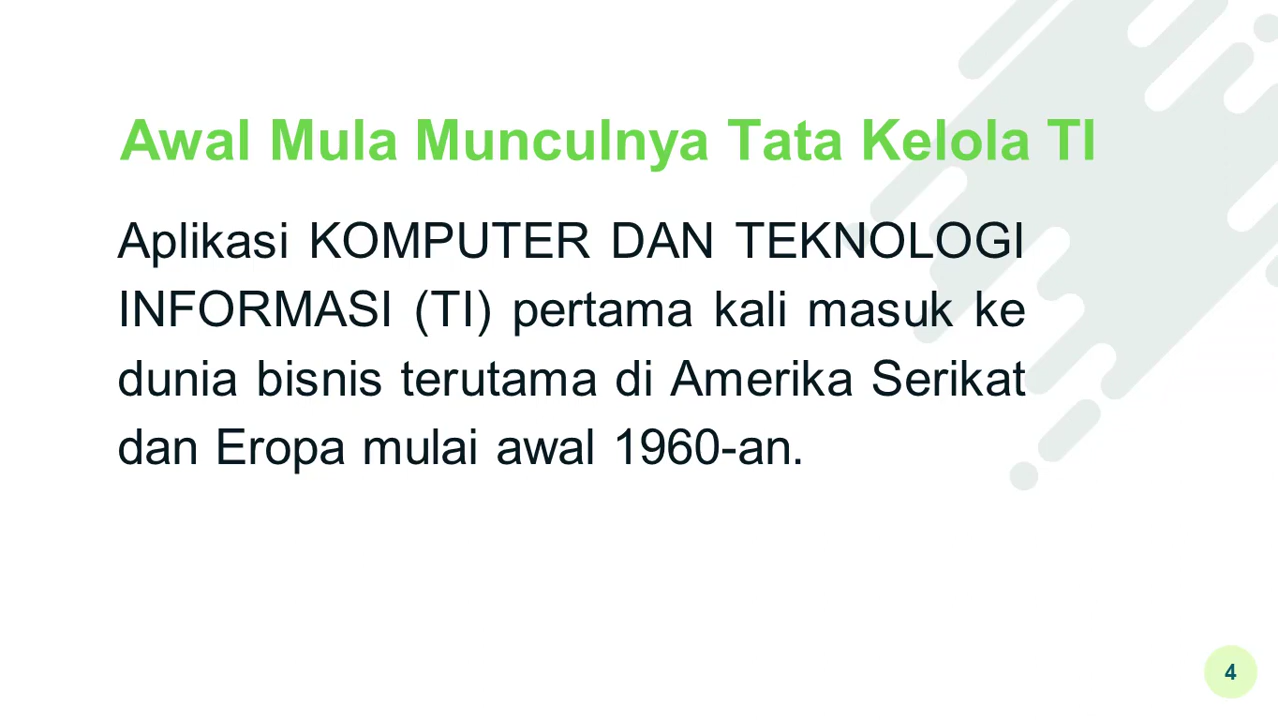 Awal Mula Munculnya Tata Kelola TI
Aplikasi KOMPUTER DAN TEKNOLOGI
INFORMASI (TI) pertama kali masuk ke
dunia bisnis terutama di Amerika Serikat
dan Eropa mulai awal 1960-an.
4